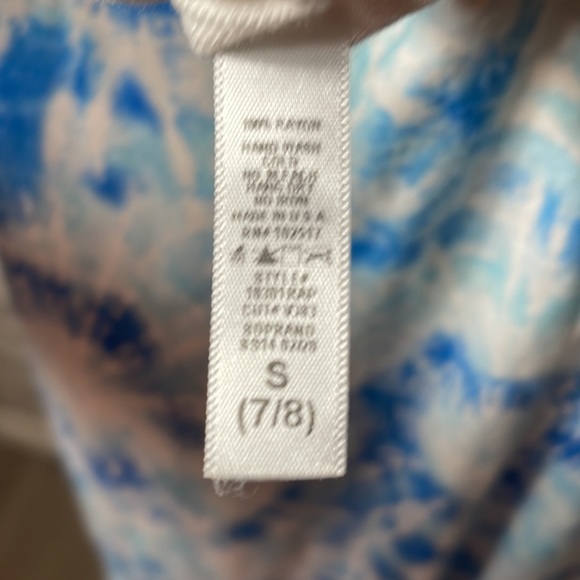 100% RAYON
HAND WASH
COLD
NO BLEACH
HANG DRY
NO IRON
MADE IN U.S.A
RN# 102517
STYLE#
CUT#
SOPRANO
S
(7/8)